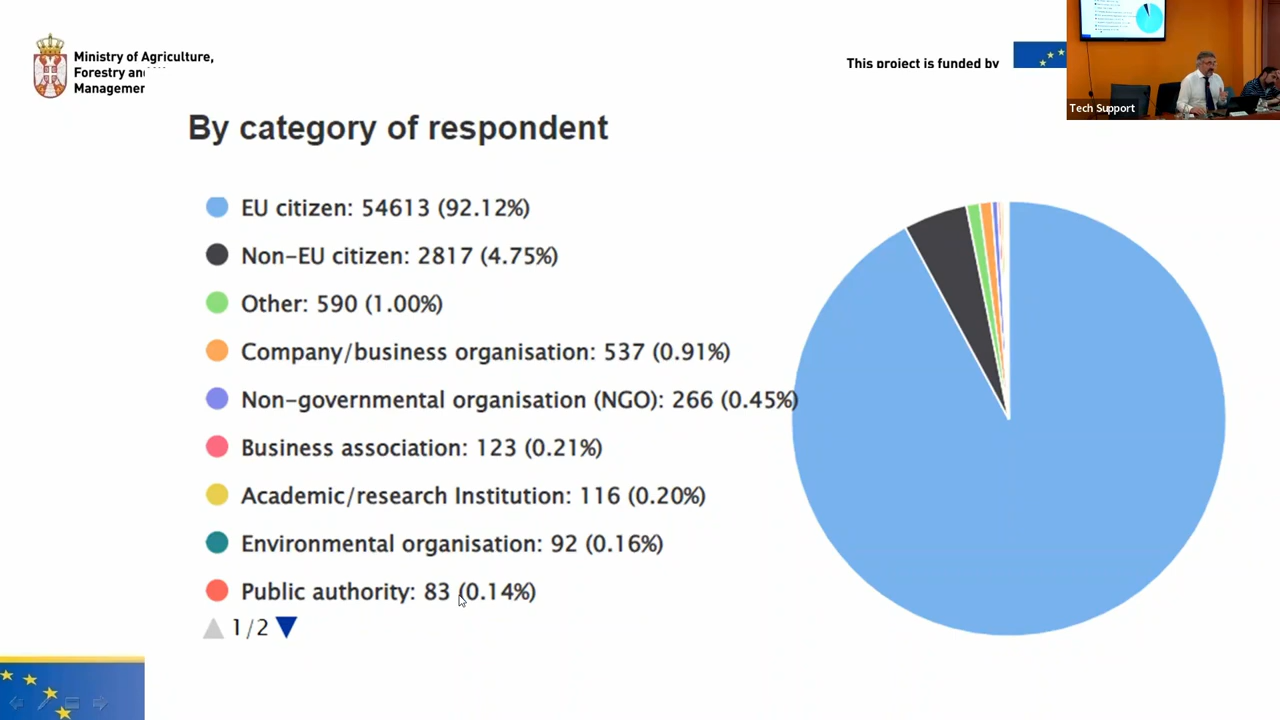 Ministry of Agriculture,
Forestry and
Managemen
This project is funded by
Tech Support
By category of respondent
EU citizen: 54613 (92.12%)
Non-EU citizen: 2817 (4.75%)
Other: 590 (1.00%)
Company/business organisation: 537 (0.91%)
Non-governmental organisation (NGO): 266 (0.45%)
Business association: 123 (0.21%)
Academic/research Institution: 116 (0.20%)
Environmental organisation: 92 (0.16%)
Public authority: 83 (0.14%)
1/2